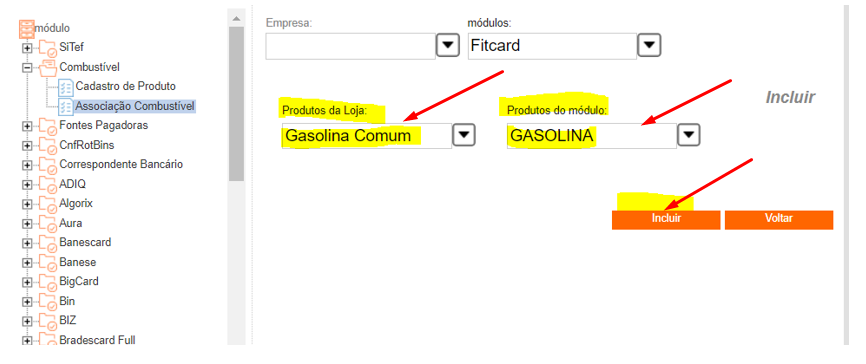 módulo
SiTef
Combustível
Cadastro de Produto
Associação Combustível
Fontes Pagadoras
CnfRotBins
Correspondente Bancário
ADIQ
Algorix
Aura
Banescard
Banese
BigCard
Bin
BIZ
Bradescard Full
Empresa:
módulos:
Fitcard
Incluir
Produtos da Loja:
Produtos do módulo:
Gasolina Comum
GASOLINA
Incluir
Voltar